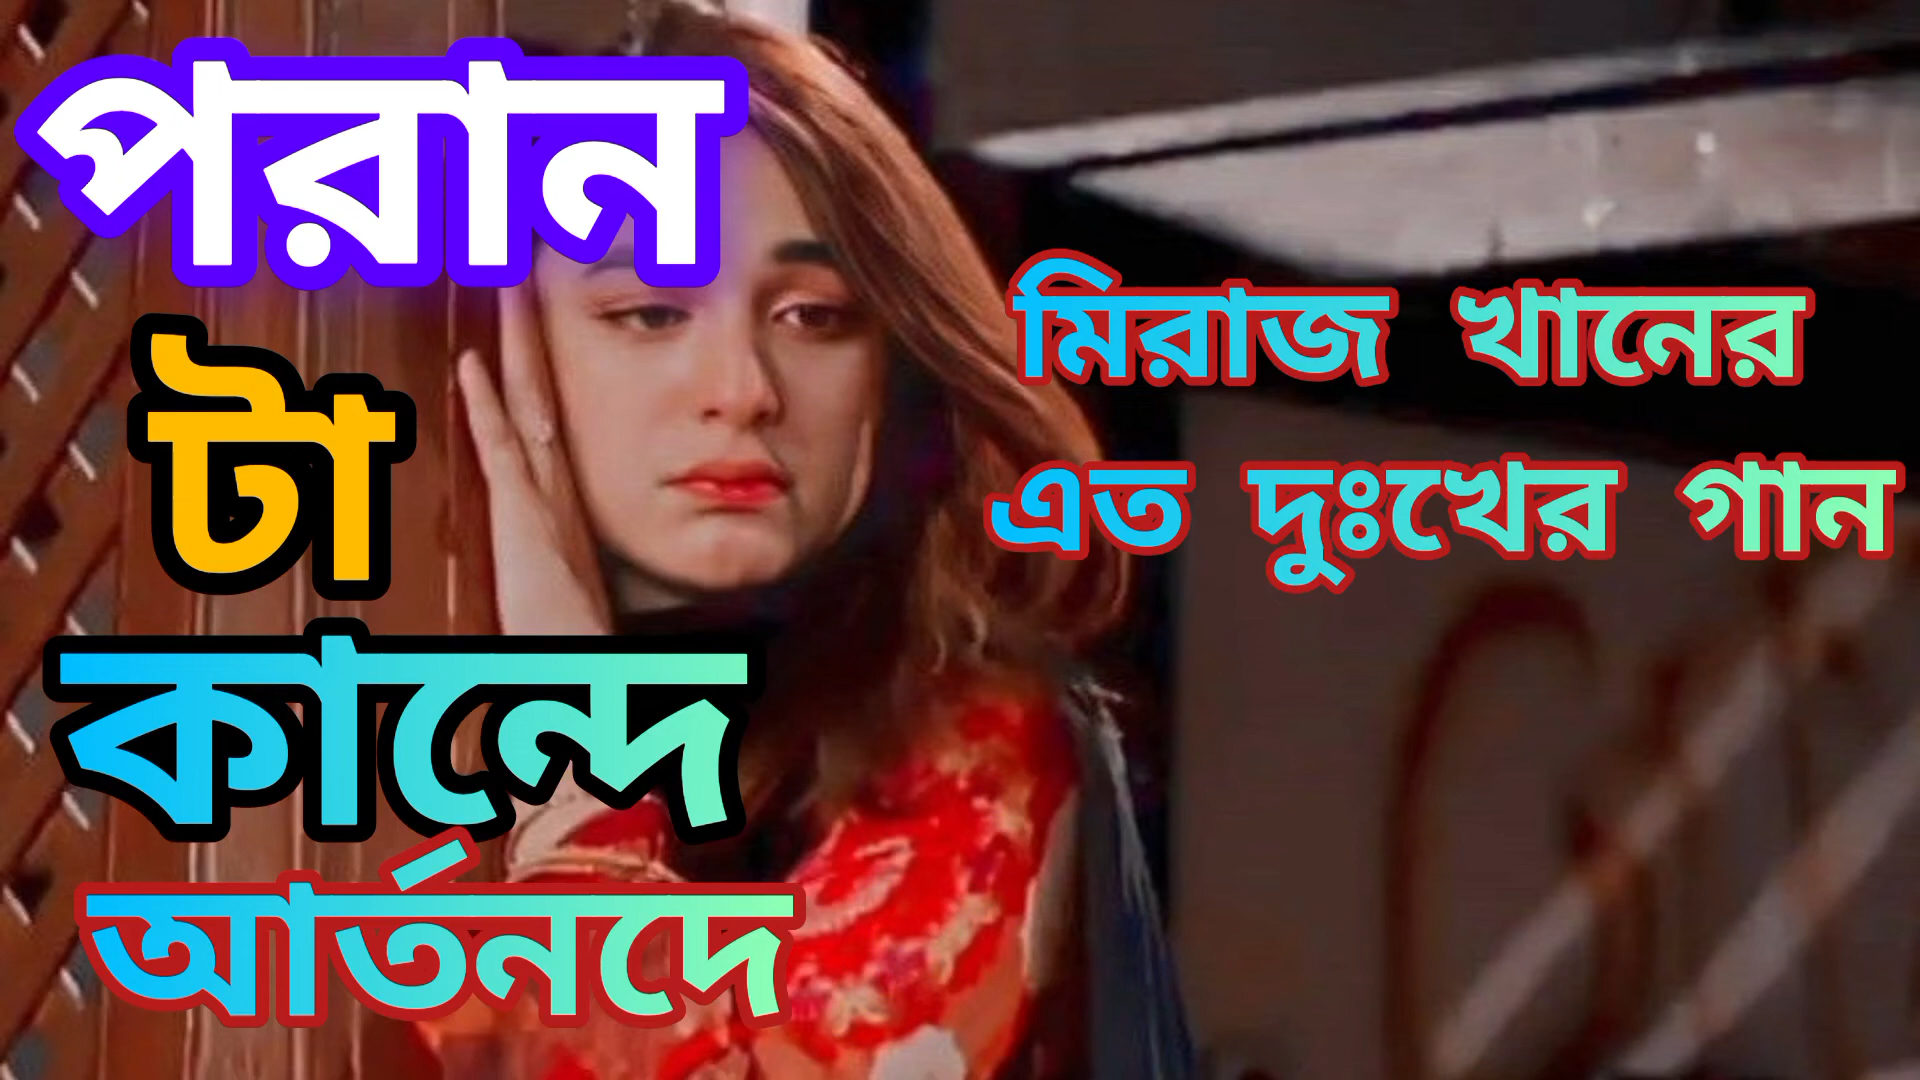 পরান
টা
কান্দে
আর্তনদে
মিরাজ খানের
এত দুঃখের গান